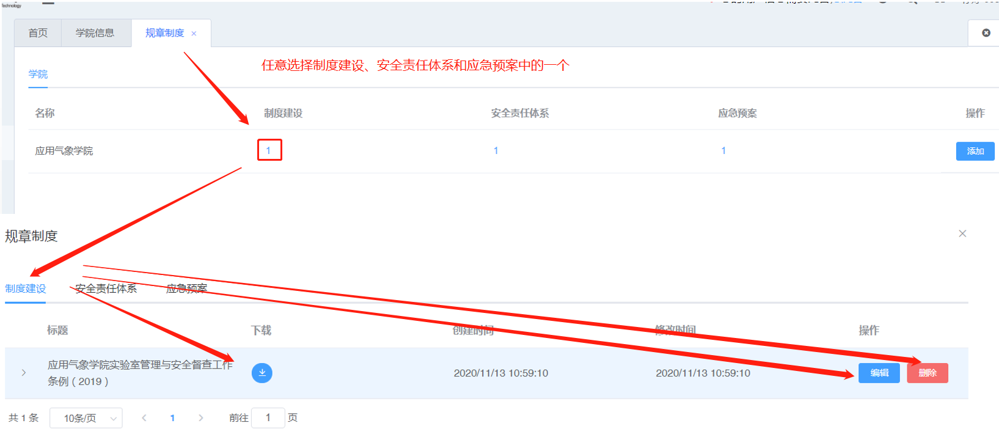 Technology
首页 学院信息 规章制度 ×
任意选择制度建设、安全责任体系和应急预案中的一个
学院
名称 制度建设 安全责任体系 应急预案 操作
应用气象学院 1 1 1 添加
规章制度
制度建设 安全责任体系 应急预案
标题 下载 创建时间 修改时间 操作
应用气象学院实验室管理与安全督查工作
条例（2019） 2020/11/13 10:59:10 2020/11/13 10:59:10 编辑 删除
共 1 条 10条/页 1 前往 1 页